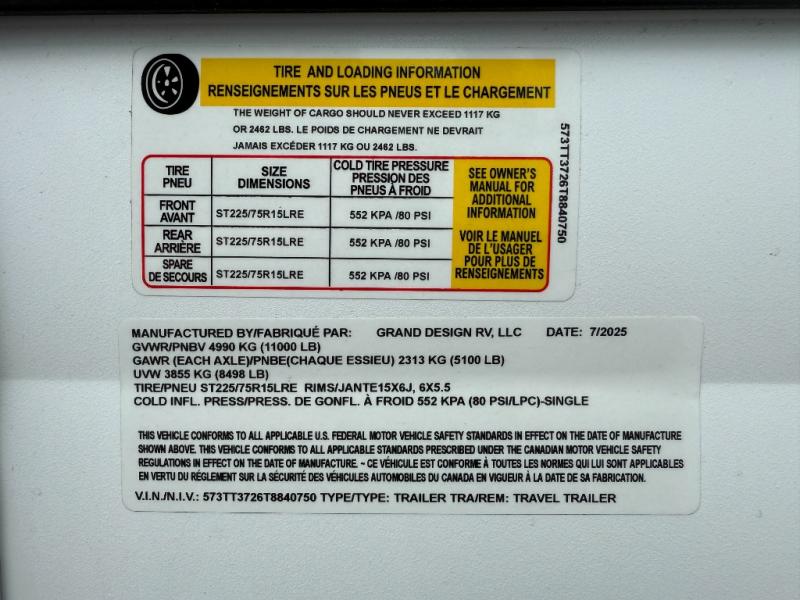 TIRE AND LOADING INFORMATION
RENSEIGNEMENTS SUR LES PNEUS ET LE CHARGEMENT
THE WEIGHT OF CARGO SHOULD NEVER EXCEED 1117 KG
OR 2462 LBS. LE POIDS DE CHARGEMENT NE DEVRAIT
JAMAIS EXCÉDER 1117 KG OU 2462 LBS.
TIRE
PNEU
SIZE
DIMENSIONS
COLD TIRE PRESSURE
PRESSION DES
PNEUS À FROID
FRONT
AVANT
ST225/75R15LRE
552 KPA /80 PSI
REAR
ARRIÈRE
ST225/75R15LRE
552 KPA /80 PSI
SPARE
DE SECOURS
ST225/75R15LRE
552 KPA /80 PSI
SEE OWNER'S
MANUAL FOR
ADDITIONAL
INFORMATION
VOIR LE MANUEL
DE L'USAGER
POUR PLUS DE
RENSEIGNEMENTS
573TT3726T8840750
MANUFACTURED BY/FABRIQUÉ PAR: GRAND DESIGN RV, LLC DATE: 7/2025
GVWR/PNBV 4990 KG (11000 LB)
GAWR (EACH AXLE)/PNBE(CHAQUE ESSIEU) 2313 KG (5100 LB)
UVW 3855 KG (8498 LB)
TIRE/PNEU ST225/75R15LRE RIMS/JANTE15X6J, 6X5.5
COLD INFL. PRESS/PRESS. DE GONFL. À FROID 552 KPA (80 PSI/LPC)-SINGLE
THIS VEHICLE CONFORMS TO ALL APPLICABLE U.S. FEDERAL MOTOR VEHICLE SAFETY STANDARDS IN EFFECT ON THE DATE OF MANUFACTURE
SHOWN ABOVE. THIS VEHICLE CONFORMS TO ALL APPLICABLE STANDARDS PRESCRIBED UNDER THE CANADIAN MOTOR VEHICLE SAFETY
REGULATIONS IN EFFECT ON THE DATE OF MANUFACTURE. ~ CE VÉHICULE EST CONFORME À TOUTES LES NORMES QUI LUI SONT APPLICABLES
EN VERTU DU RÉGLEMENT SUR LA SÉCURITÉ DES VÉHICULES AUTOMOBILES DU CANADA EN VIGUEUR À LA DATE DE SA FABRICATION.
V.I.N./N.I.V.: 573TT3726T8840750 TYPE/TYPE: TRAILER TRA/REM: TRAVEL TRAILER